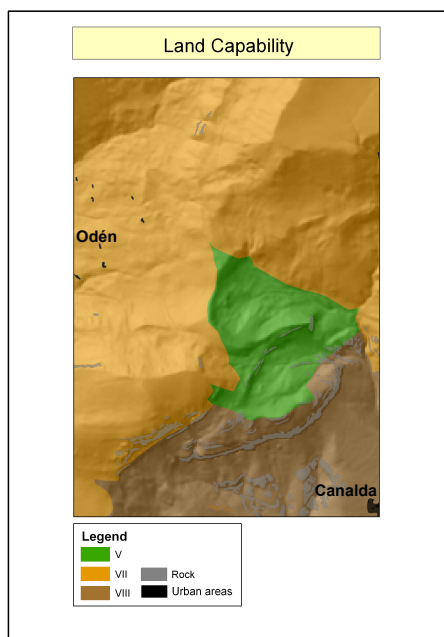 Land Capability
Odén
Canalda
Legend
V
VII
VIII
Rock
Urban areas